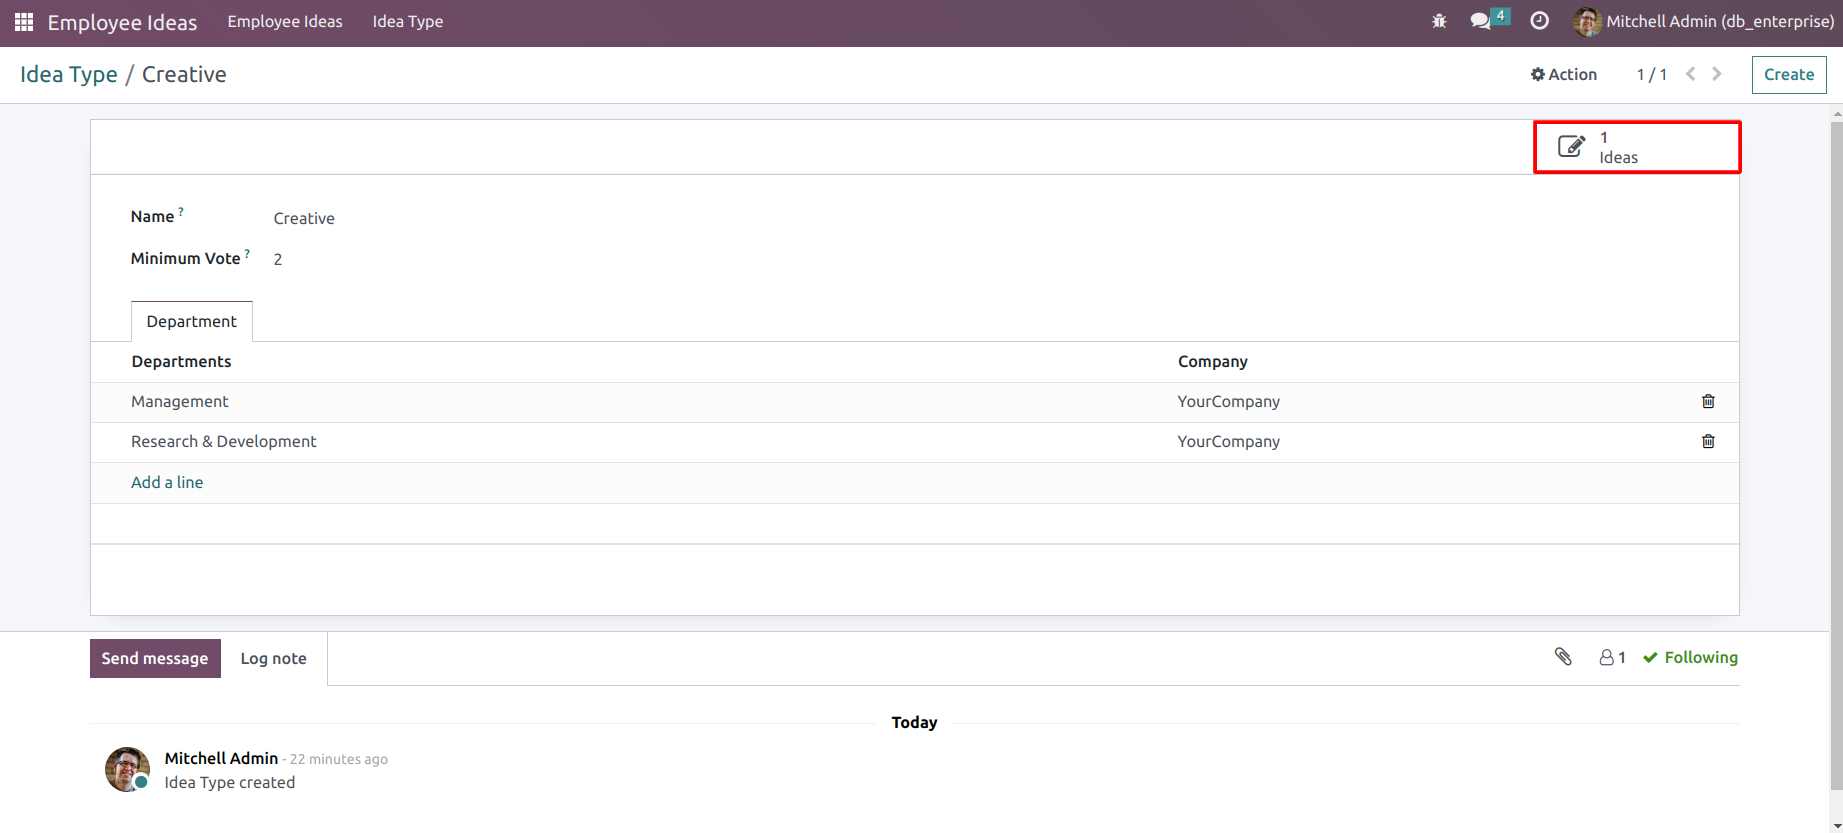 Employee Ideas Employee Ideas Idea Type 4 Mitchell Admin (db_enterprise)
Idea Type / Creative Action 1 / 1 Create
1
Ideas
Name ? Creative
Minimum Vote ? 2
Department
Departments Company
Management YourCompany
Research & Development YourCompany
Add a line
Send message Log note 1 Following
Today
Mitchell Admin - 22 minutes ago
Idea Type created